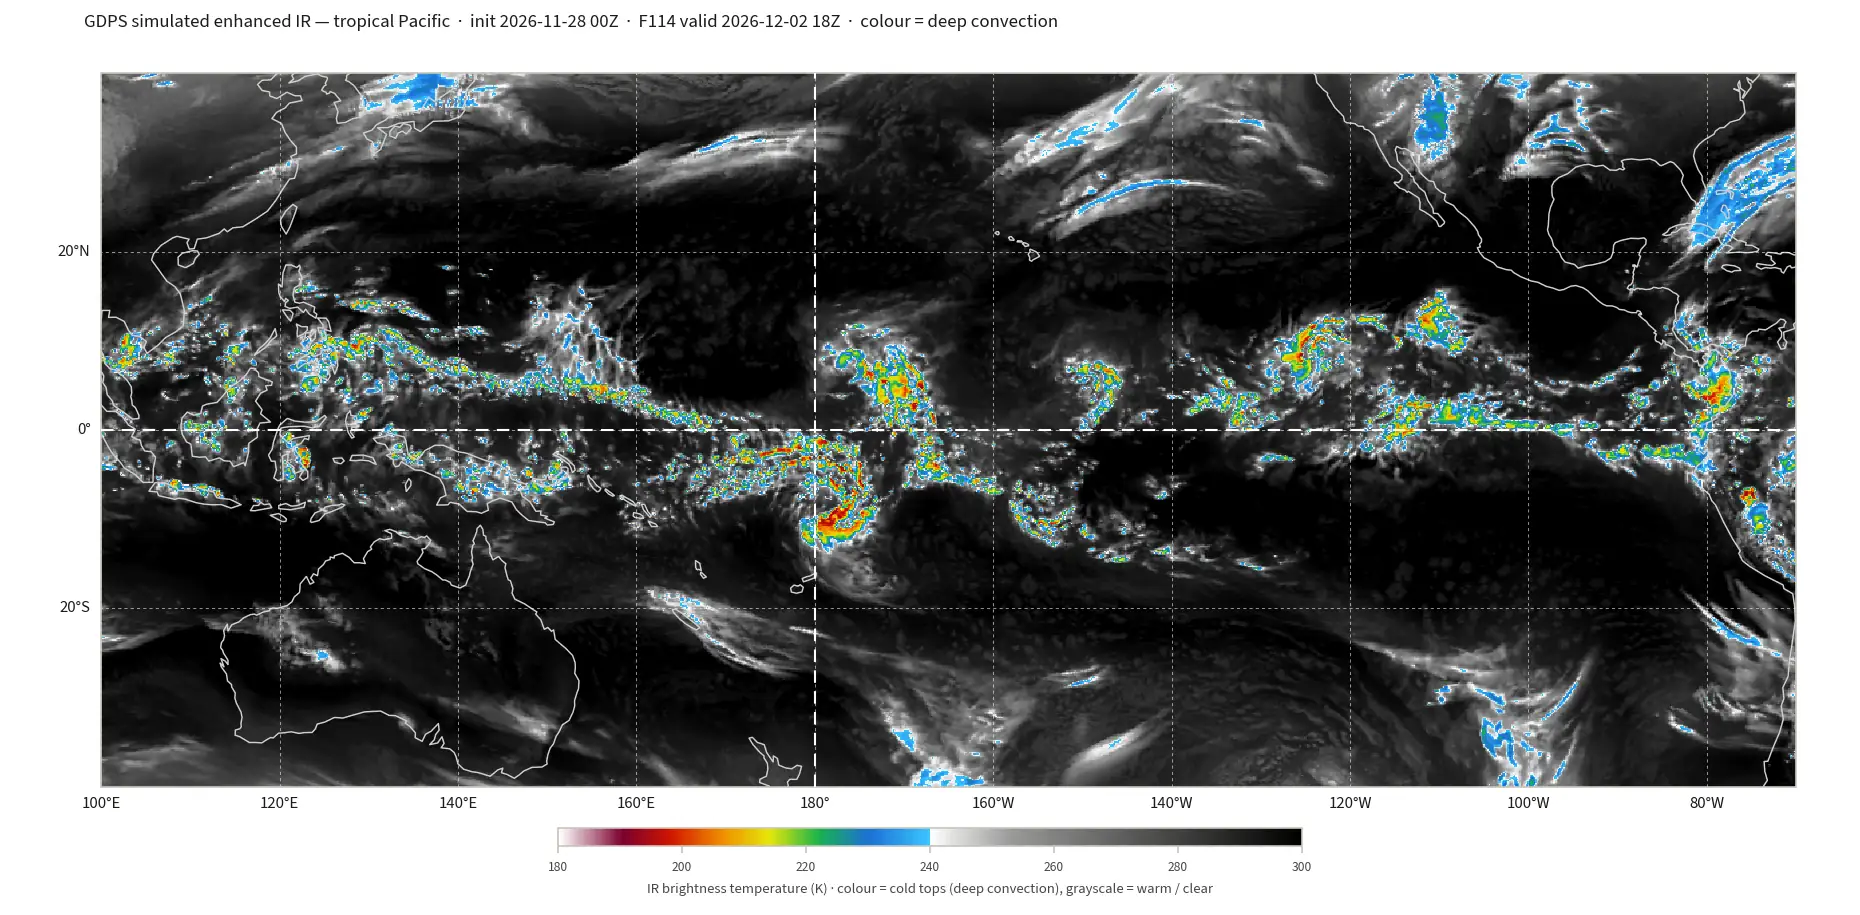 GDPS simulated enhanced IR — tropical Pacific · init 2026-11-28 00Z · F114 valid 2026-12-02 18Z · colour = deep convection
20°N
0°
20°S
100°E 120°E 140°E 160°E 180° 160°W 140°W 120°W 100°W 80°W
180 200 220 240 260 280 300
IR brightness temperature (K) · colour = cold tops (deep convection), grayscale = warm / clear